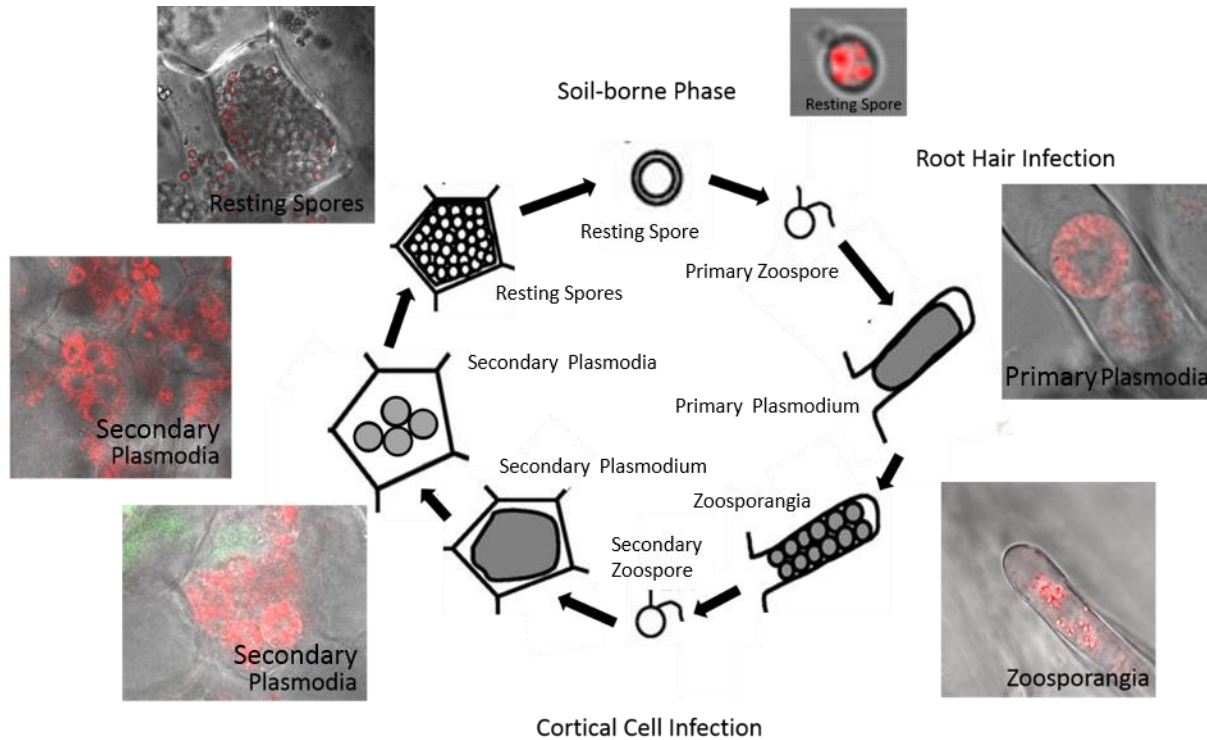 Resting Spore
Soil-borne Phase
Root Hair Infection
Resting Spores
Resting Spore
Primary Zoospore
Resting Spores
Primary Plasmodia
Secondary Plasmodia
Primary Plasmodium
Secondary
Plasmodia
Secondary Plasmodium
Zoosporangia
Secondary
Zoospore
Secondary
Plasmodia
Zoosporangia
Cortical Cell Infection